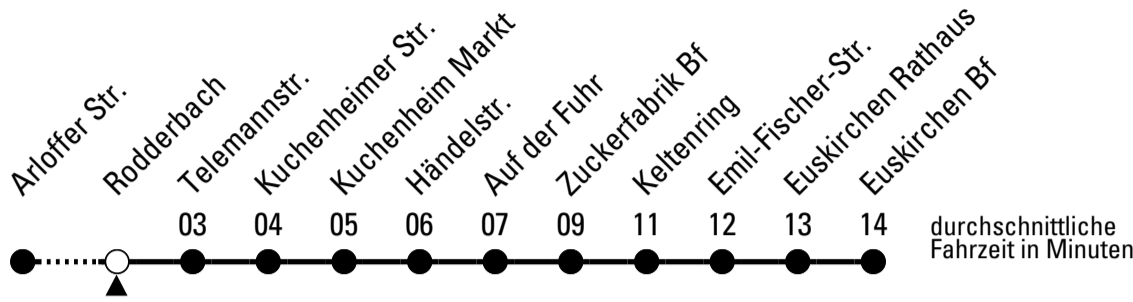 Arloffer Str.
Rodderbach
Telemannstr.
Kuchenheimer Str.
Kuchenheim Markt
Händelstr.
Auf der Fuhr
Zuckerfabrik Bf
Keltenring
Emil-Fischer-Str.
Euskirchen Rathaus
Euskirchen Bf
03 04 05 06 07 09 11 12 13 14
durchschnittliche
Fahrzeit in Minuten